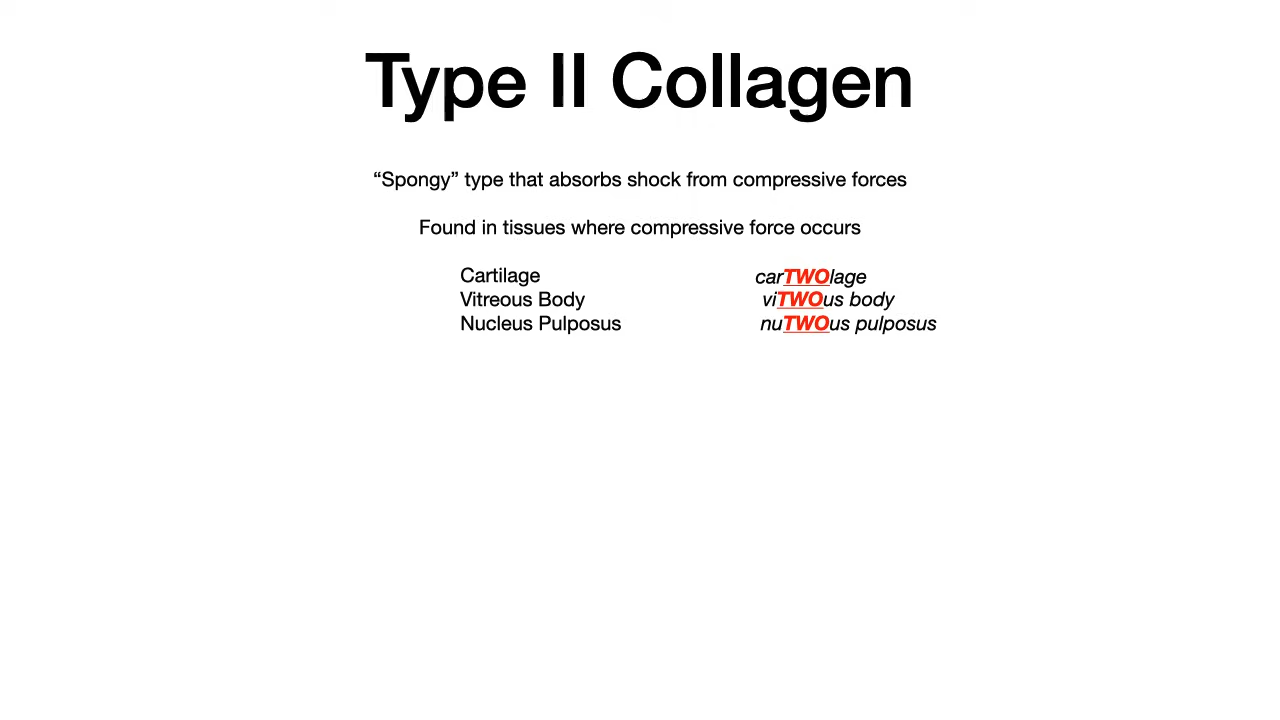 Type II Collagen
“Spongy” type that absorbs shock from compressive forces
Found in tissues where compressive force occurs
Cartilage carTWOlage
Vitreous Body viTWOus body
Nucleus Pulposus nuTWOus pulposus